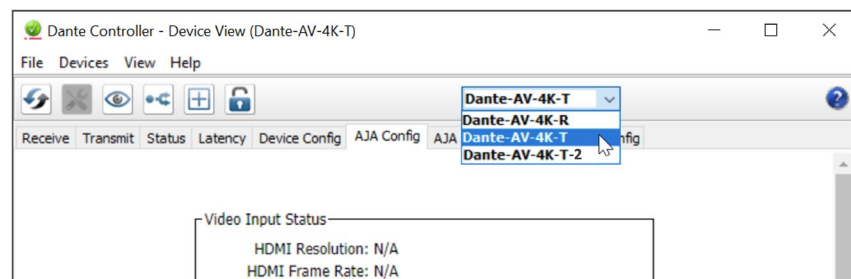 Dante Controller - Device View (Dante-AV-4K-T)
File Devices View Help
Dante-AV-4K-T
Dante-AV-4K-R
Receive Transmit Status Latency Device Config AJA Config AJA Dante-AV-4K-T nfig
Dante-AV-4K-T-2
Video Input Status
HDMI Resolution: N/A
HDMI Frame Rate: N/A